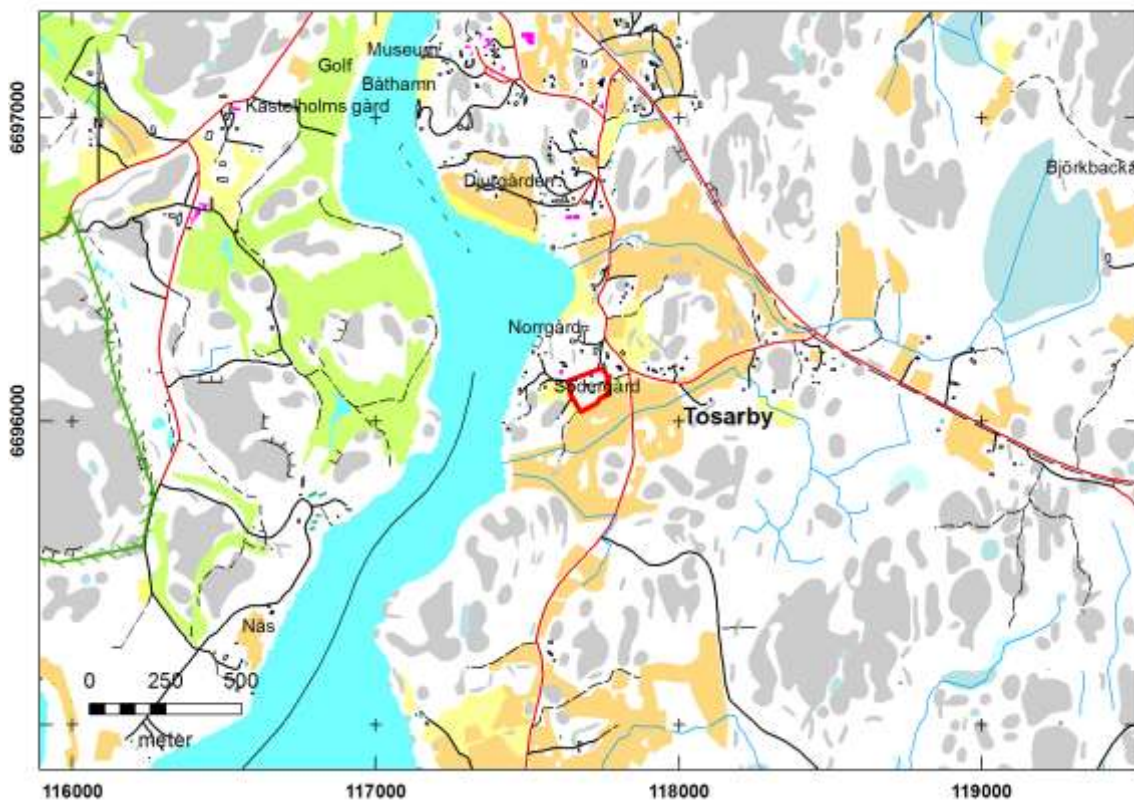 Museum
Golf
Båthamn
Kastelholms gård
6697000
Björkbacka
Djurgården
Norrgård
Södergård
6696000
Tosarby
Näs
0 250 500
meter
116000 117000 118000 119000